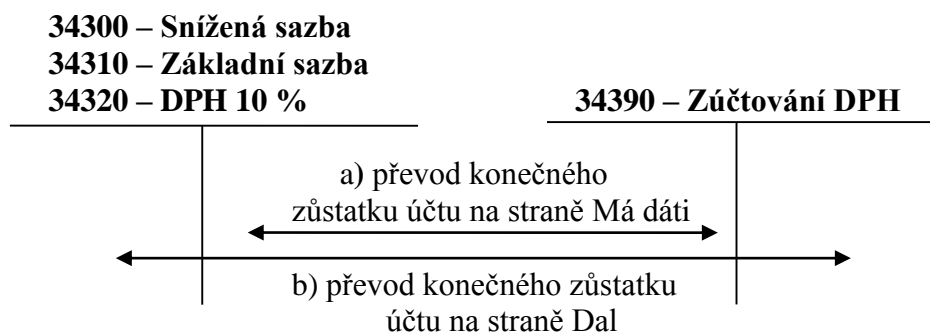 34300 – Snížená sazba
34310 – Základní sazba
34320 – DPH 10 %
34390 – Zúčtování DPH
a) převod konečného
zůstatku účtu na straně Má dáti
b) převod konečného zůstatku
účtu na straně Dal